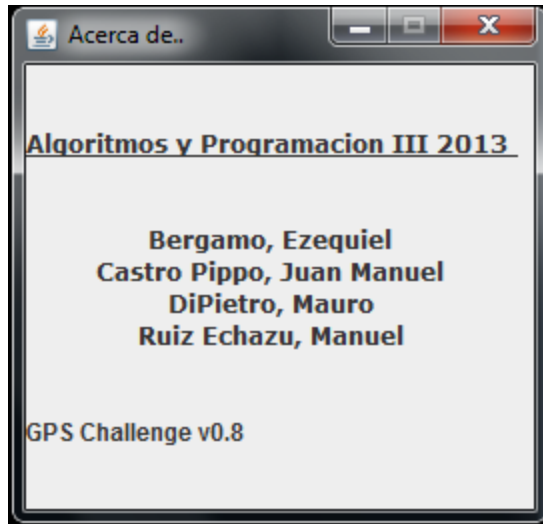 Acerca de..
Algoritmos y Programacion III 2013
Bergamo, Ezequiel
Castro Pippo, Juan Manuel
DiPietro, Mauro
Ruiz Echazu, Manuel
GPS Challenge v0.8